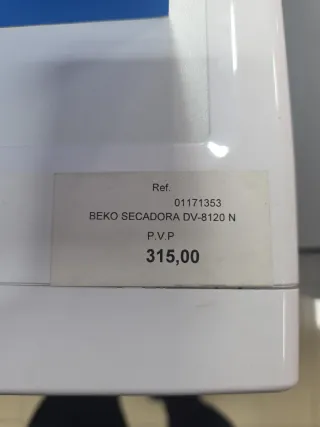 Ref.
01171353
BEKO SECADORA DV-8120 N
P.V.P
315,00